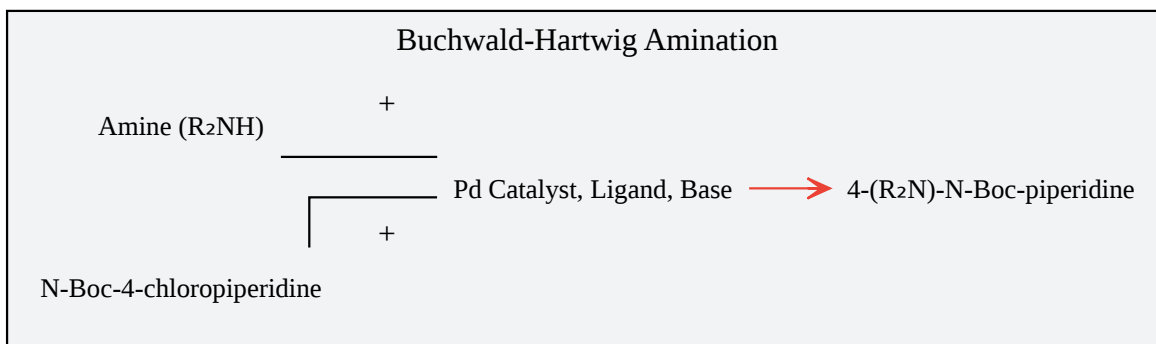 Buchwald-Hartwig Amination
+
Amine (R₂NH)
Pd Catalyst, Ligand, Base
4-(R₂N)-N-Boc-piperidine
+
N-Boc-4-chloropiperidine